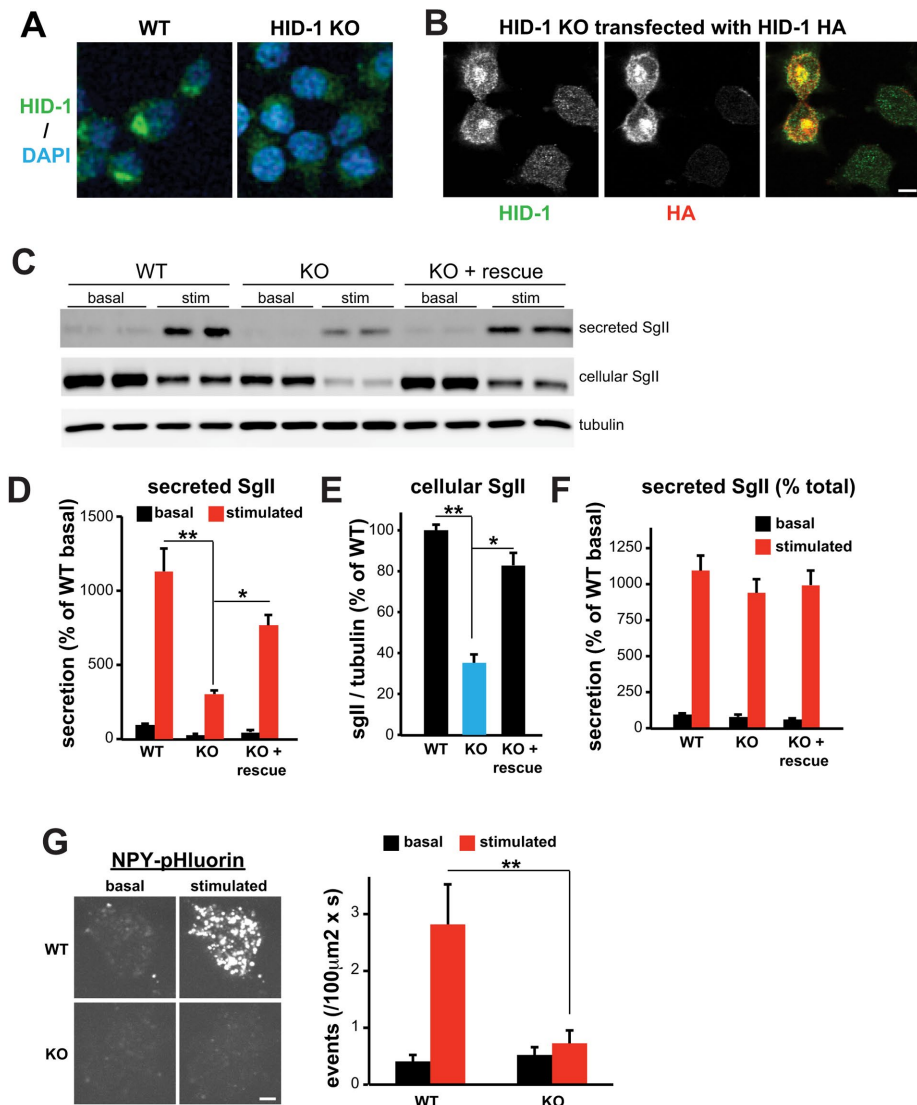 A
WT
HID-1 KO
HID-1
/
DAPI
B
HID-1 KO transfected with HID-1 HA
HID-1
HA
C
WT
KO
KO + rescue
basal
stim
basal
stim
basal
stim
secreted SgII
cellular SgII
tubulin
D
secreted SgII
basal
stimulated
secretion (% of WT basal)
1500
1000
500
0
**
*
WT
KO
KO +
rescue
E
cellular SgII
sgII / tubulin (% of WT)
100
80
60
40
20
0
**
*
WT
KO
KO +
rescue
F
secreted SgII (% total)
basal
stimulated
secretion (% of WT basal)
1250
1000
750
500
250
0
WT
KO
KO +
rescue
G
NPY-pHluorin
basal
stimulated
WT
KO
basal
stimulated
events (/100μm2 x s)
3
2
1
0
**
WT
KO